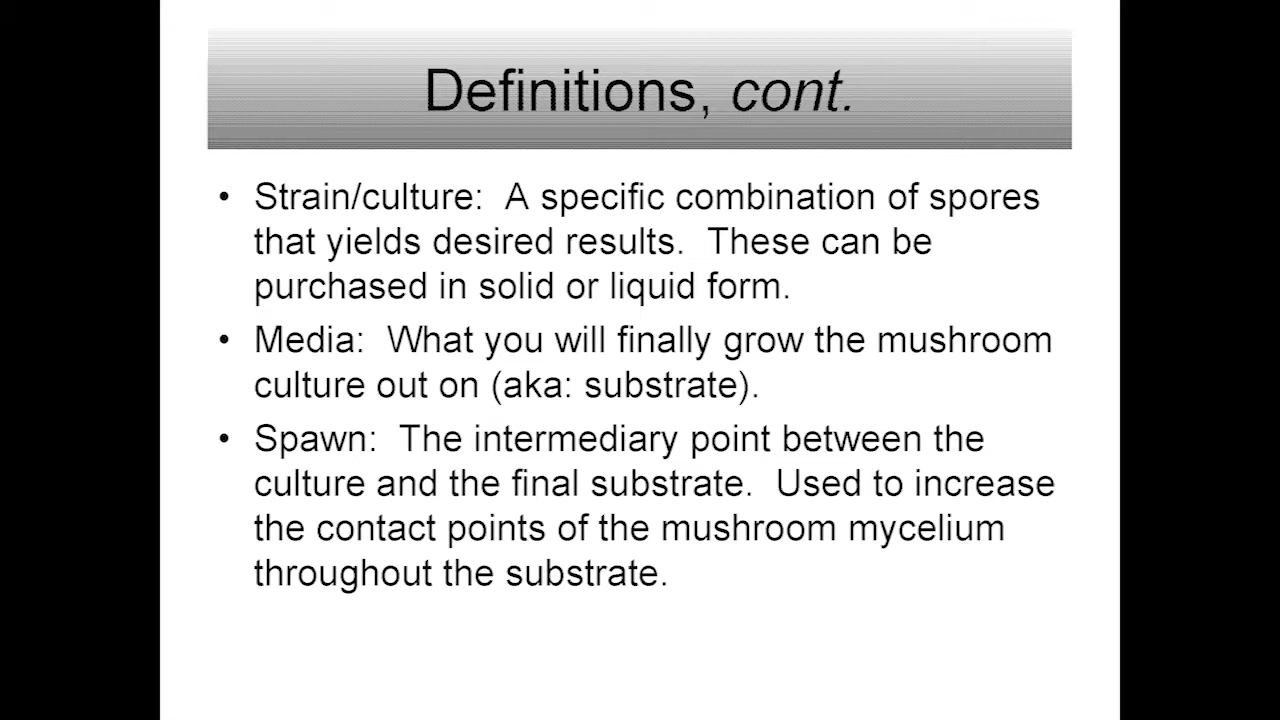 Definitions, cont.
• Strain/culture:  A specific combination of spores
that yields desired results.  These can be
purchased in solid or liquid form.
• Media:  What you will finally grow the mushroom
culture out on (aka: substrate).
• Spawn:  The intermediary point between the
culture and the final substrate.  Used to increase
the contact points of the mushroom mycelium
throughout the substrate.